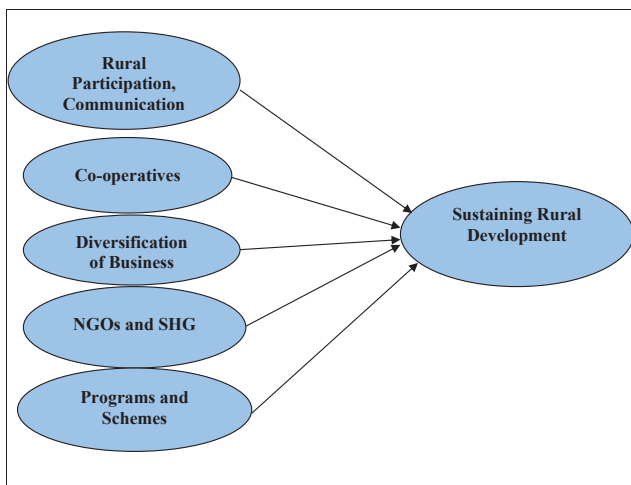 Rural
Participation,
Communication
Co-operatives
Diversification
of Business
NGOs and SHG
Programs and
Schemes
Sustaining Rural
Development